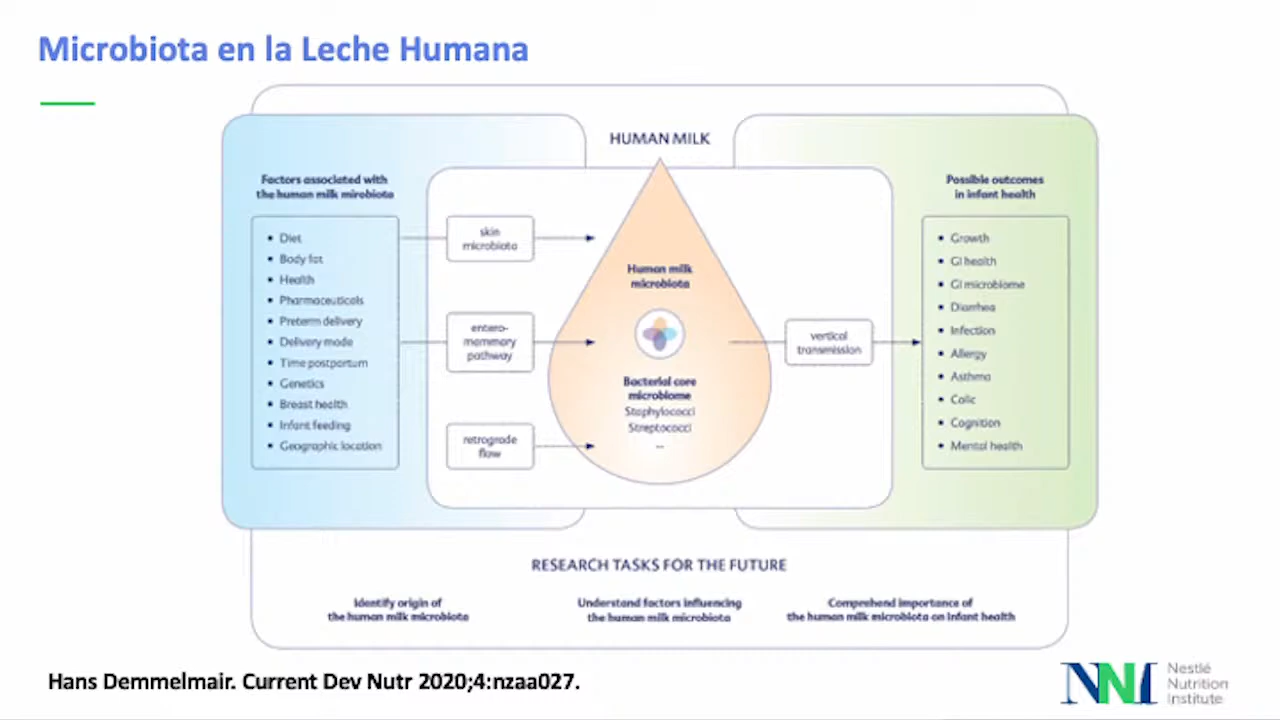 Microbiota en la Leche Humana
HUMAN MILK
Factors associated with
the human milk mirobiota
• Diet
• Body fat
• Health
• Pharmaceuticals
• Preterm delivery
• Delivery mode
• Time postpartum
• Genetics
• Breast health
• Infant feeding
• Geographic location
skin
microbiota
entero-
mammary
pathway
retrograde
flow
Human milk
microbiota
Bacterial core
microbiome
Staphylococci
Streptococci
...
vertical
transmission
Possible outcomes
in infant health
• Growth
• GI health
• GI microbiome
• Diarrhea
• Infection
• Allergy
• Asthma
• Colic
• Cognition
• Mental health
RESEARCH TASKS FOR THE FUTURE
Identify origin of
the human milk microbiota
Understand factors influencing
the human milk microbiota
Comprehend importance of
the human milk microbiota on infant health
Hans Demmelmair. Current Dev Nutr 2020;4:nzaa027.
NNI
Nestlé
Nutrition
Institute